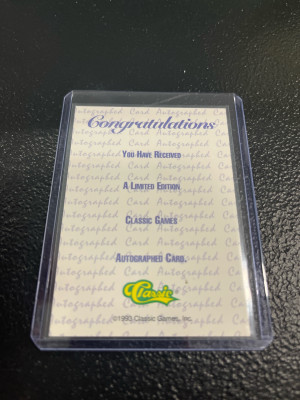 Congratulations
You Have Received
A Limited Edition
Classic Games
Autographed Card.
Classic
©1993 Classic Games, Inc.